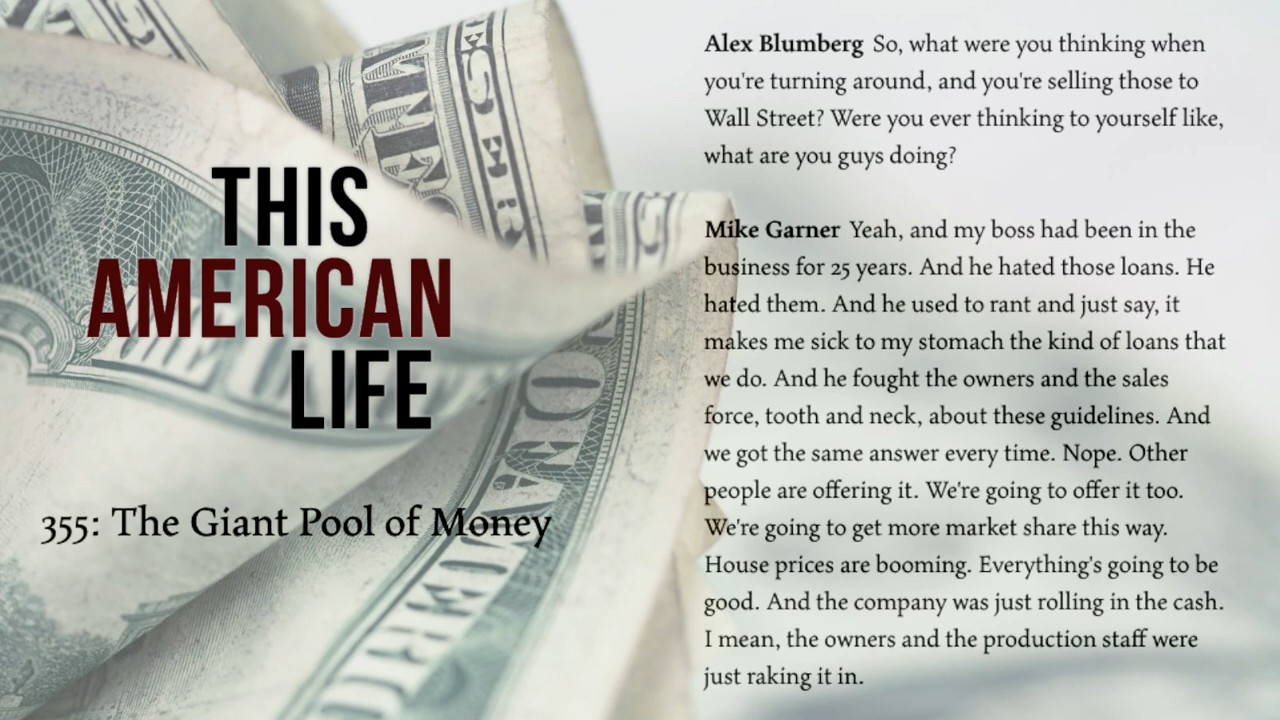 THIS
AMERICAN
LIFE
355: The Giant Pool of Money
Alex Blumberg So, what were you thinking when
you're turning around, and you're selling those to
Wall Street? Were you ever thinking to yourself like,
what are you guys doing?
Mike Garner Yeah, and my boss had been in the
business for 25 years. And he hated those loans. He
hated them. And he used to rant and just say, it
makes me sick to my stomach the kind of loans that
we do. And he fought the owners and the sales
force, tooth and neck, about these guidelines. And
we got the same answer every time. Nope. Other
people are offering it. We're going to offer it too.
We're going to get more market share this way.
House prices are booming. Everything's going to be
good. And the company was just rolling in the cash.
I mean, the owners and the production staff were
just raking it in.